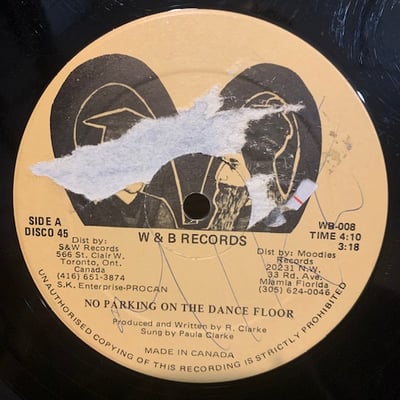 SIDE A
DISCO 45
W & B RECORDS
WB-008
TIME 4:10
3:18
Dist by:
S&W Records
566 St. Clair W.
Toronto, Ont.
Canada
(416) 651-3874
S.K. Enterprise-PROCAN
Dist by: Moodies
Records
20231 N.W.
33 Rd. Ave.
Miamia Florida
(305) 624-0046
NO PARKING ON THE DANCE FLOOR
Produced and Written by R. Clarke
Sung by Paula Clarke
MADE IN CANADA
UNAUTHORISED COPYING OF THIS RECORDING IS STRICTLY PROHIBITED